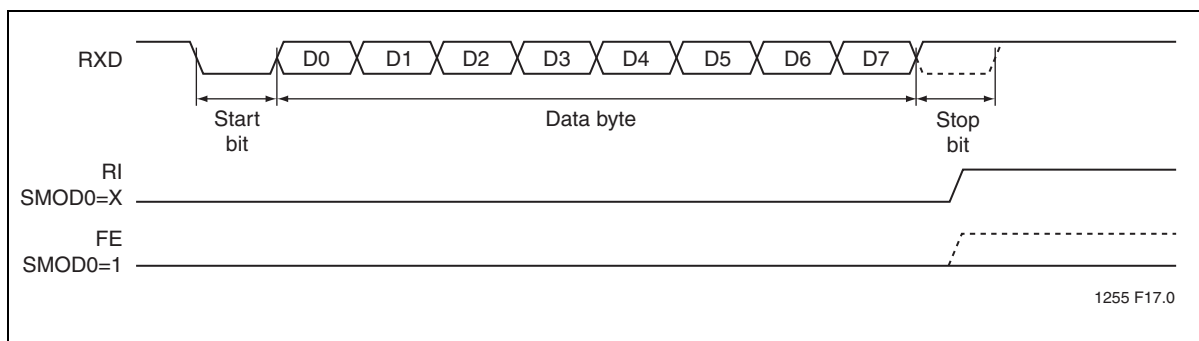 RXD
D0 D1 D2 D3 D4 D5 D6 D7
Start
bit
Data byte
Stop
bit
RI
SMOD0=X
FE
SMOD0=1
1255 F17.0